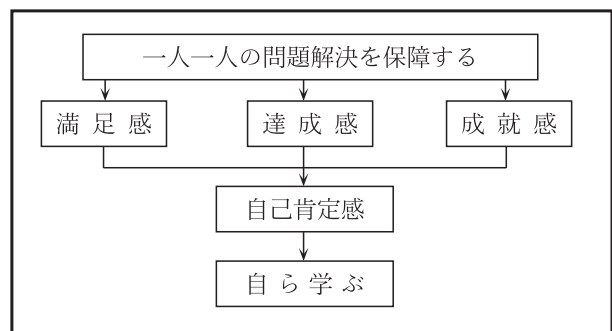 一人一人の問題解決を保障する
満足感 達成感 成就感
自己肯定感
自ら学ぶ